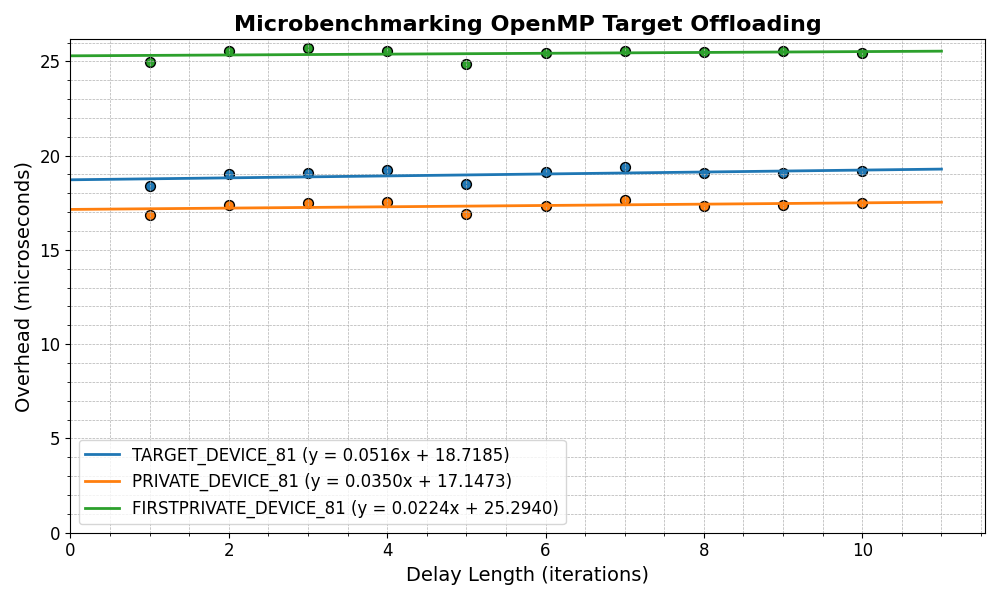 Microbenchmarking OpenMP Target Offloading
Overhead (microseconds)
25
20
15
10
5
0
TARGET_DEVICE_81 (y = 0.0516x + 18.7185)
PRIVATE_DEVICE_81 (y = 0.0350x + 17.1473)
FIRSTPRIVATE_DEVICE_81 (y = 0.0224x + 25.2940)
0 2 4 6 8 10
Delay Length (iterations)